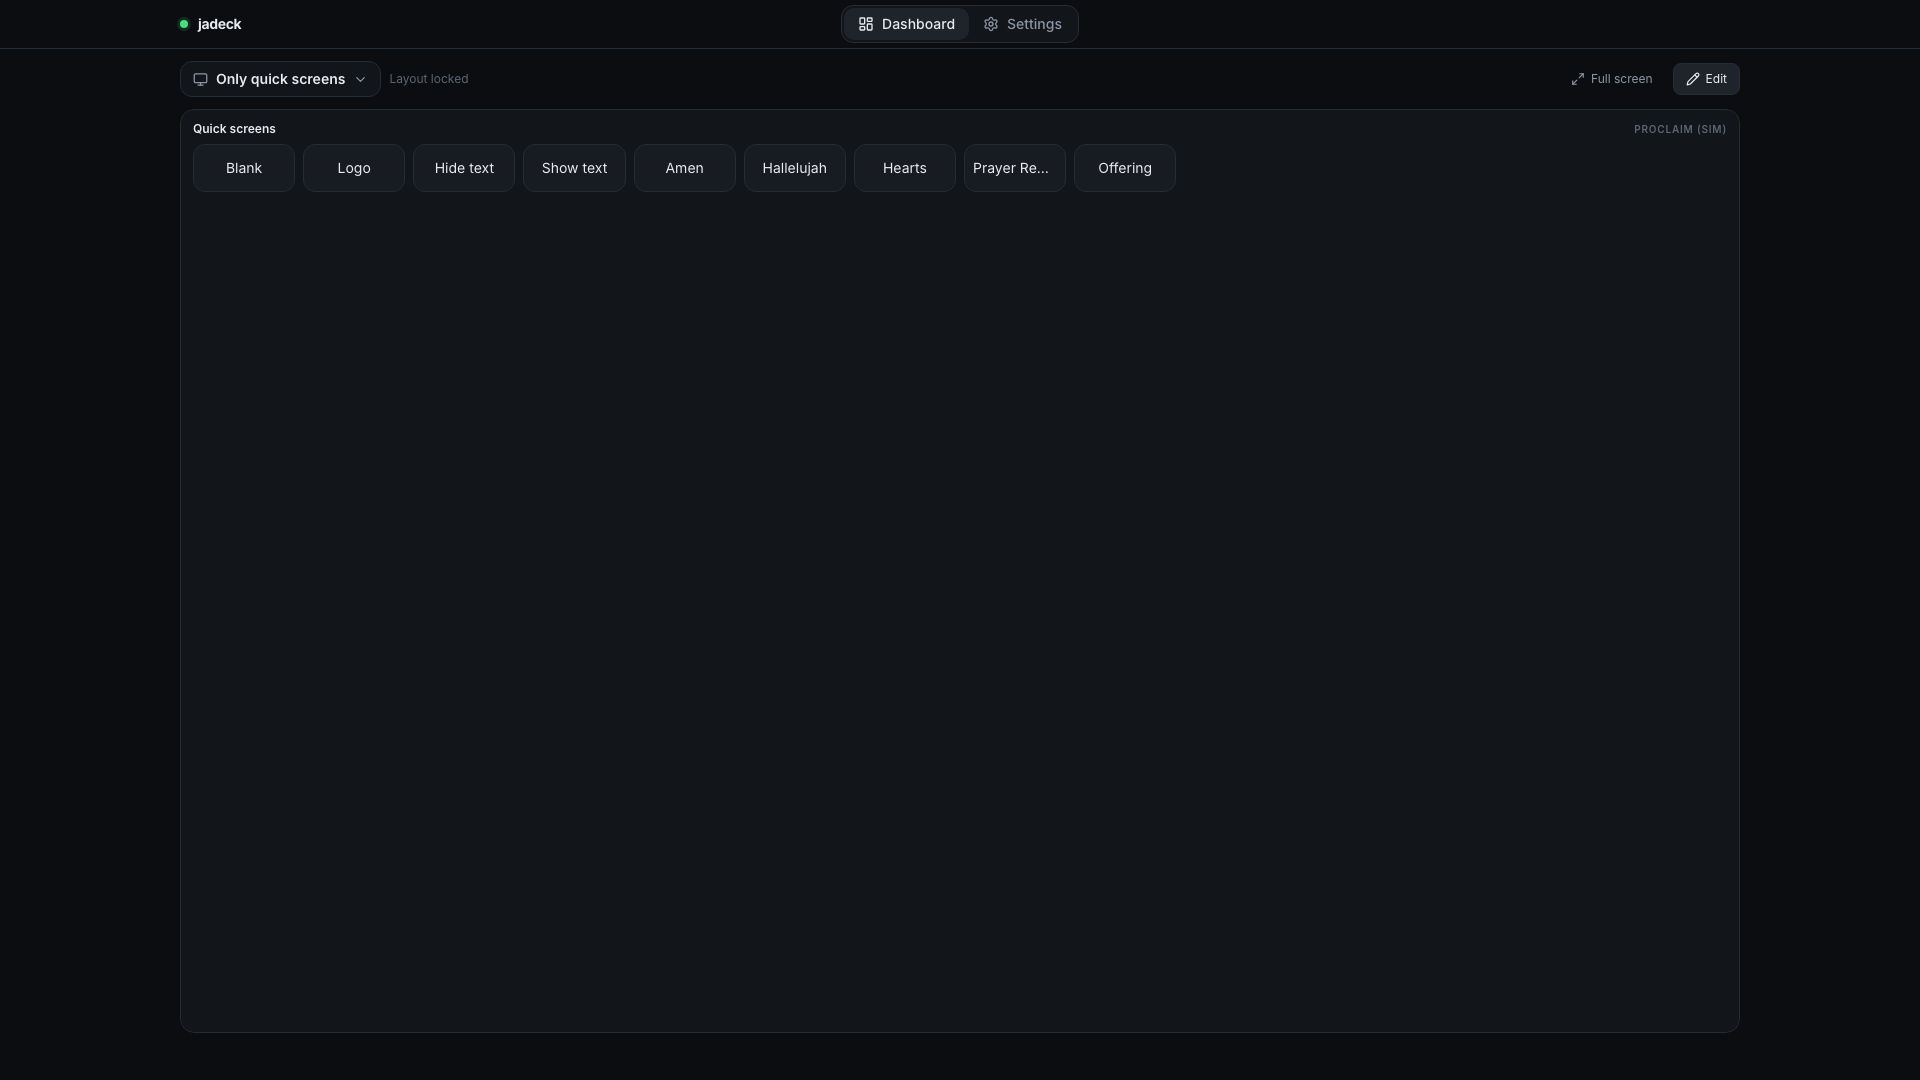 jadeck
Dashboard
Settings
Only quick screens
Layout locked
Full screen
Edit
Quick screens
PROCLAIM (SIM)
Blank
Logo
Hide text
Show text
Amen
Hallelujah
Hearts
Prayer Re...
Offering